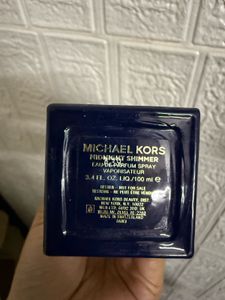 MICHAEL KORS
MIDNIGHT SHIMMER
EAU DE PARFUM SPRAY
VAPORISATEUR
3.4 FL. OZ. LIQ/100 ml e
TESTER - NOT FOR SALE
MICHAEL KORS BEAUTY, DIST.
NEW YORK, N.Y. 10022
MADE IN SWITZERLAND